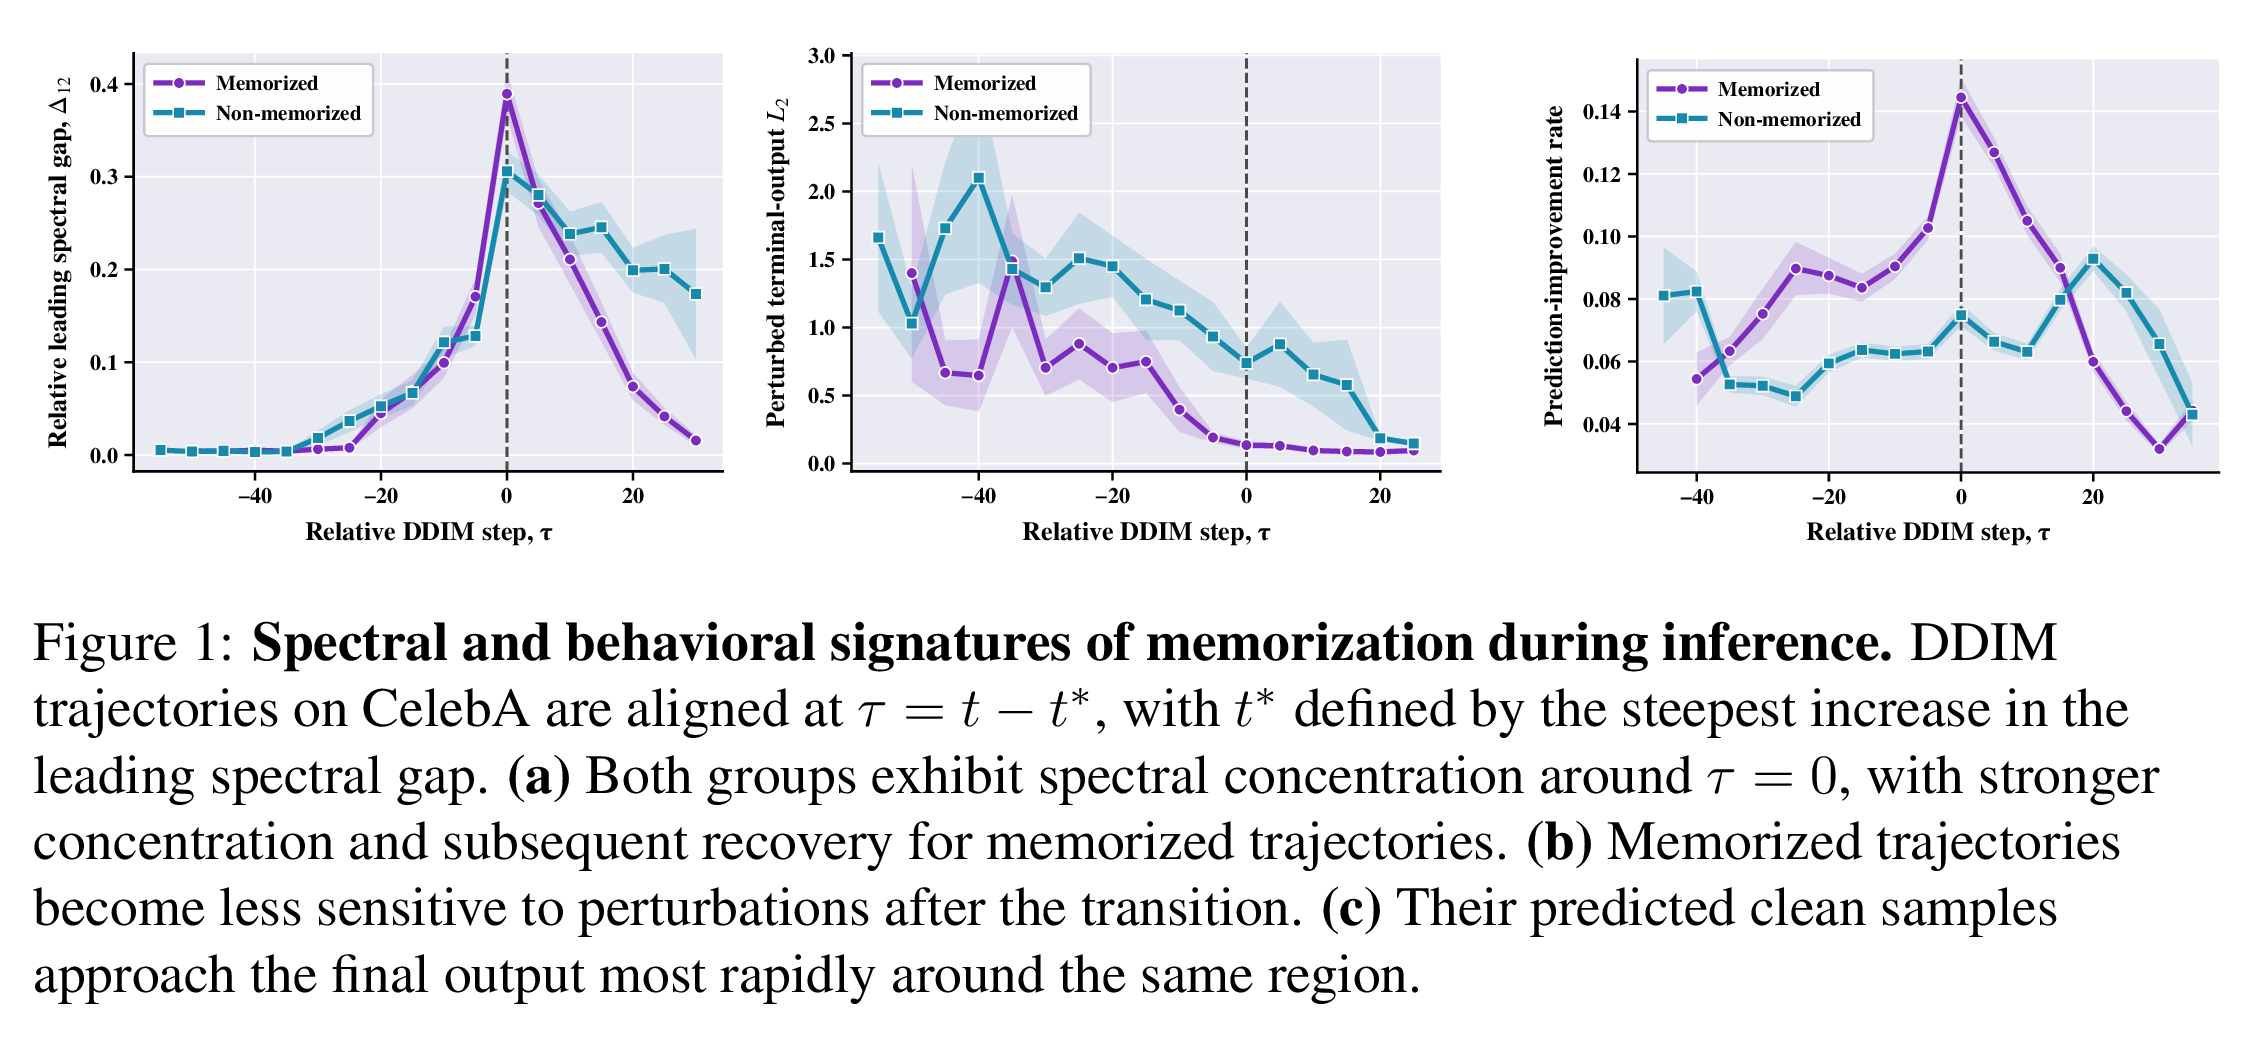 Relative leading spectral gap, Δ₁₂
0.4
0.3
0.2
0.1
0.0
Memorized
Non-memorized
−40
−20
0
20
Relative DDIM step, τ
Perturbed terminal-output L₂
3.0
2.5
2.0
1.5
1.0
0.5
0.0
Memorized
Non-memorized
−40
−20
0
20
Relative DDIM step, τ
Prediction-improvement rate
0.14
0.12
0.10
0.08
0.06
0.04
Memorized
Non-memorized
−40
−20
0
20
Relative DDIM step, τ
Figure 1: Spectral and behavioral signatures of memorization during inference. DDIM
trajectories on CelebA are aligned at τ = t − t*, with t* defined by the steepest increase in the
leading spectral gap. (a) Both groups exhibit spectral concentration around τ = 0, with stronger
concentration and subsequent recovery for memorized trajectories. (b) Memorized trajectories
become less sensitive to perturbations after the transition. (c) Their predicted clean samples
approach the final output most rapidly around the same region.